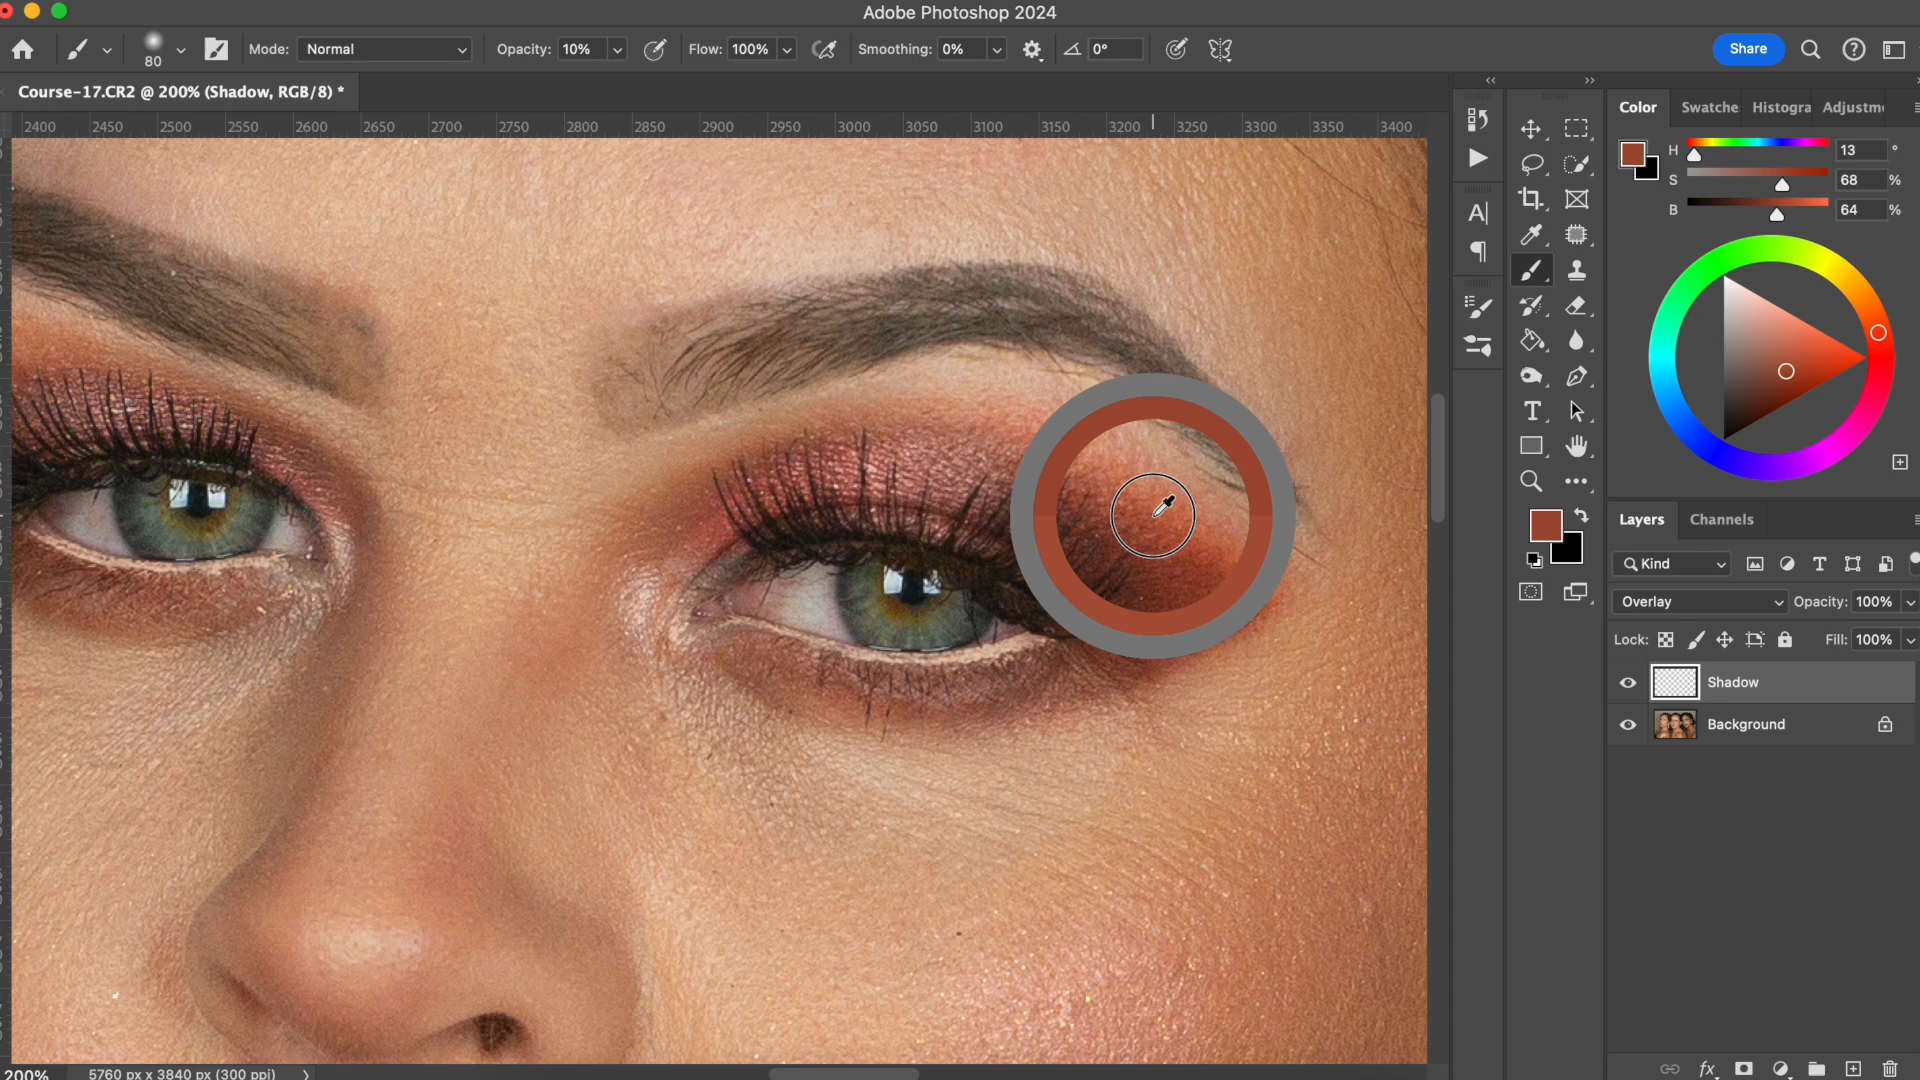 Adobe Photoshop 2024
80 Mode: Normal Opacity: 10% Flow: 100% Smoothing: 0% 0° Share
Course-17.CR2 @ 200% (Shadow, RGB/8) *
2400 2450 2500 2550 2600 2650 2700 2750 2800 2850 2900 2950 3000 3050 3100 3150 3200 3250 3300 3350 3400
Color Swatche Histogra Adjustm
H 13 °
S 68 %
B 64 %
Layers Channels
Kind
Overlay Opacity: 100%
Lock: Fill: 100%
Shadow
Background
fx
200% 5760 px x 3840 px (300 ppi)